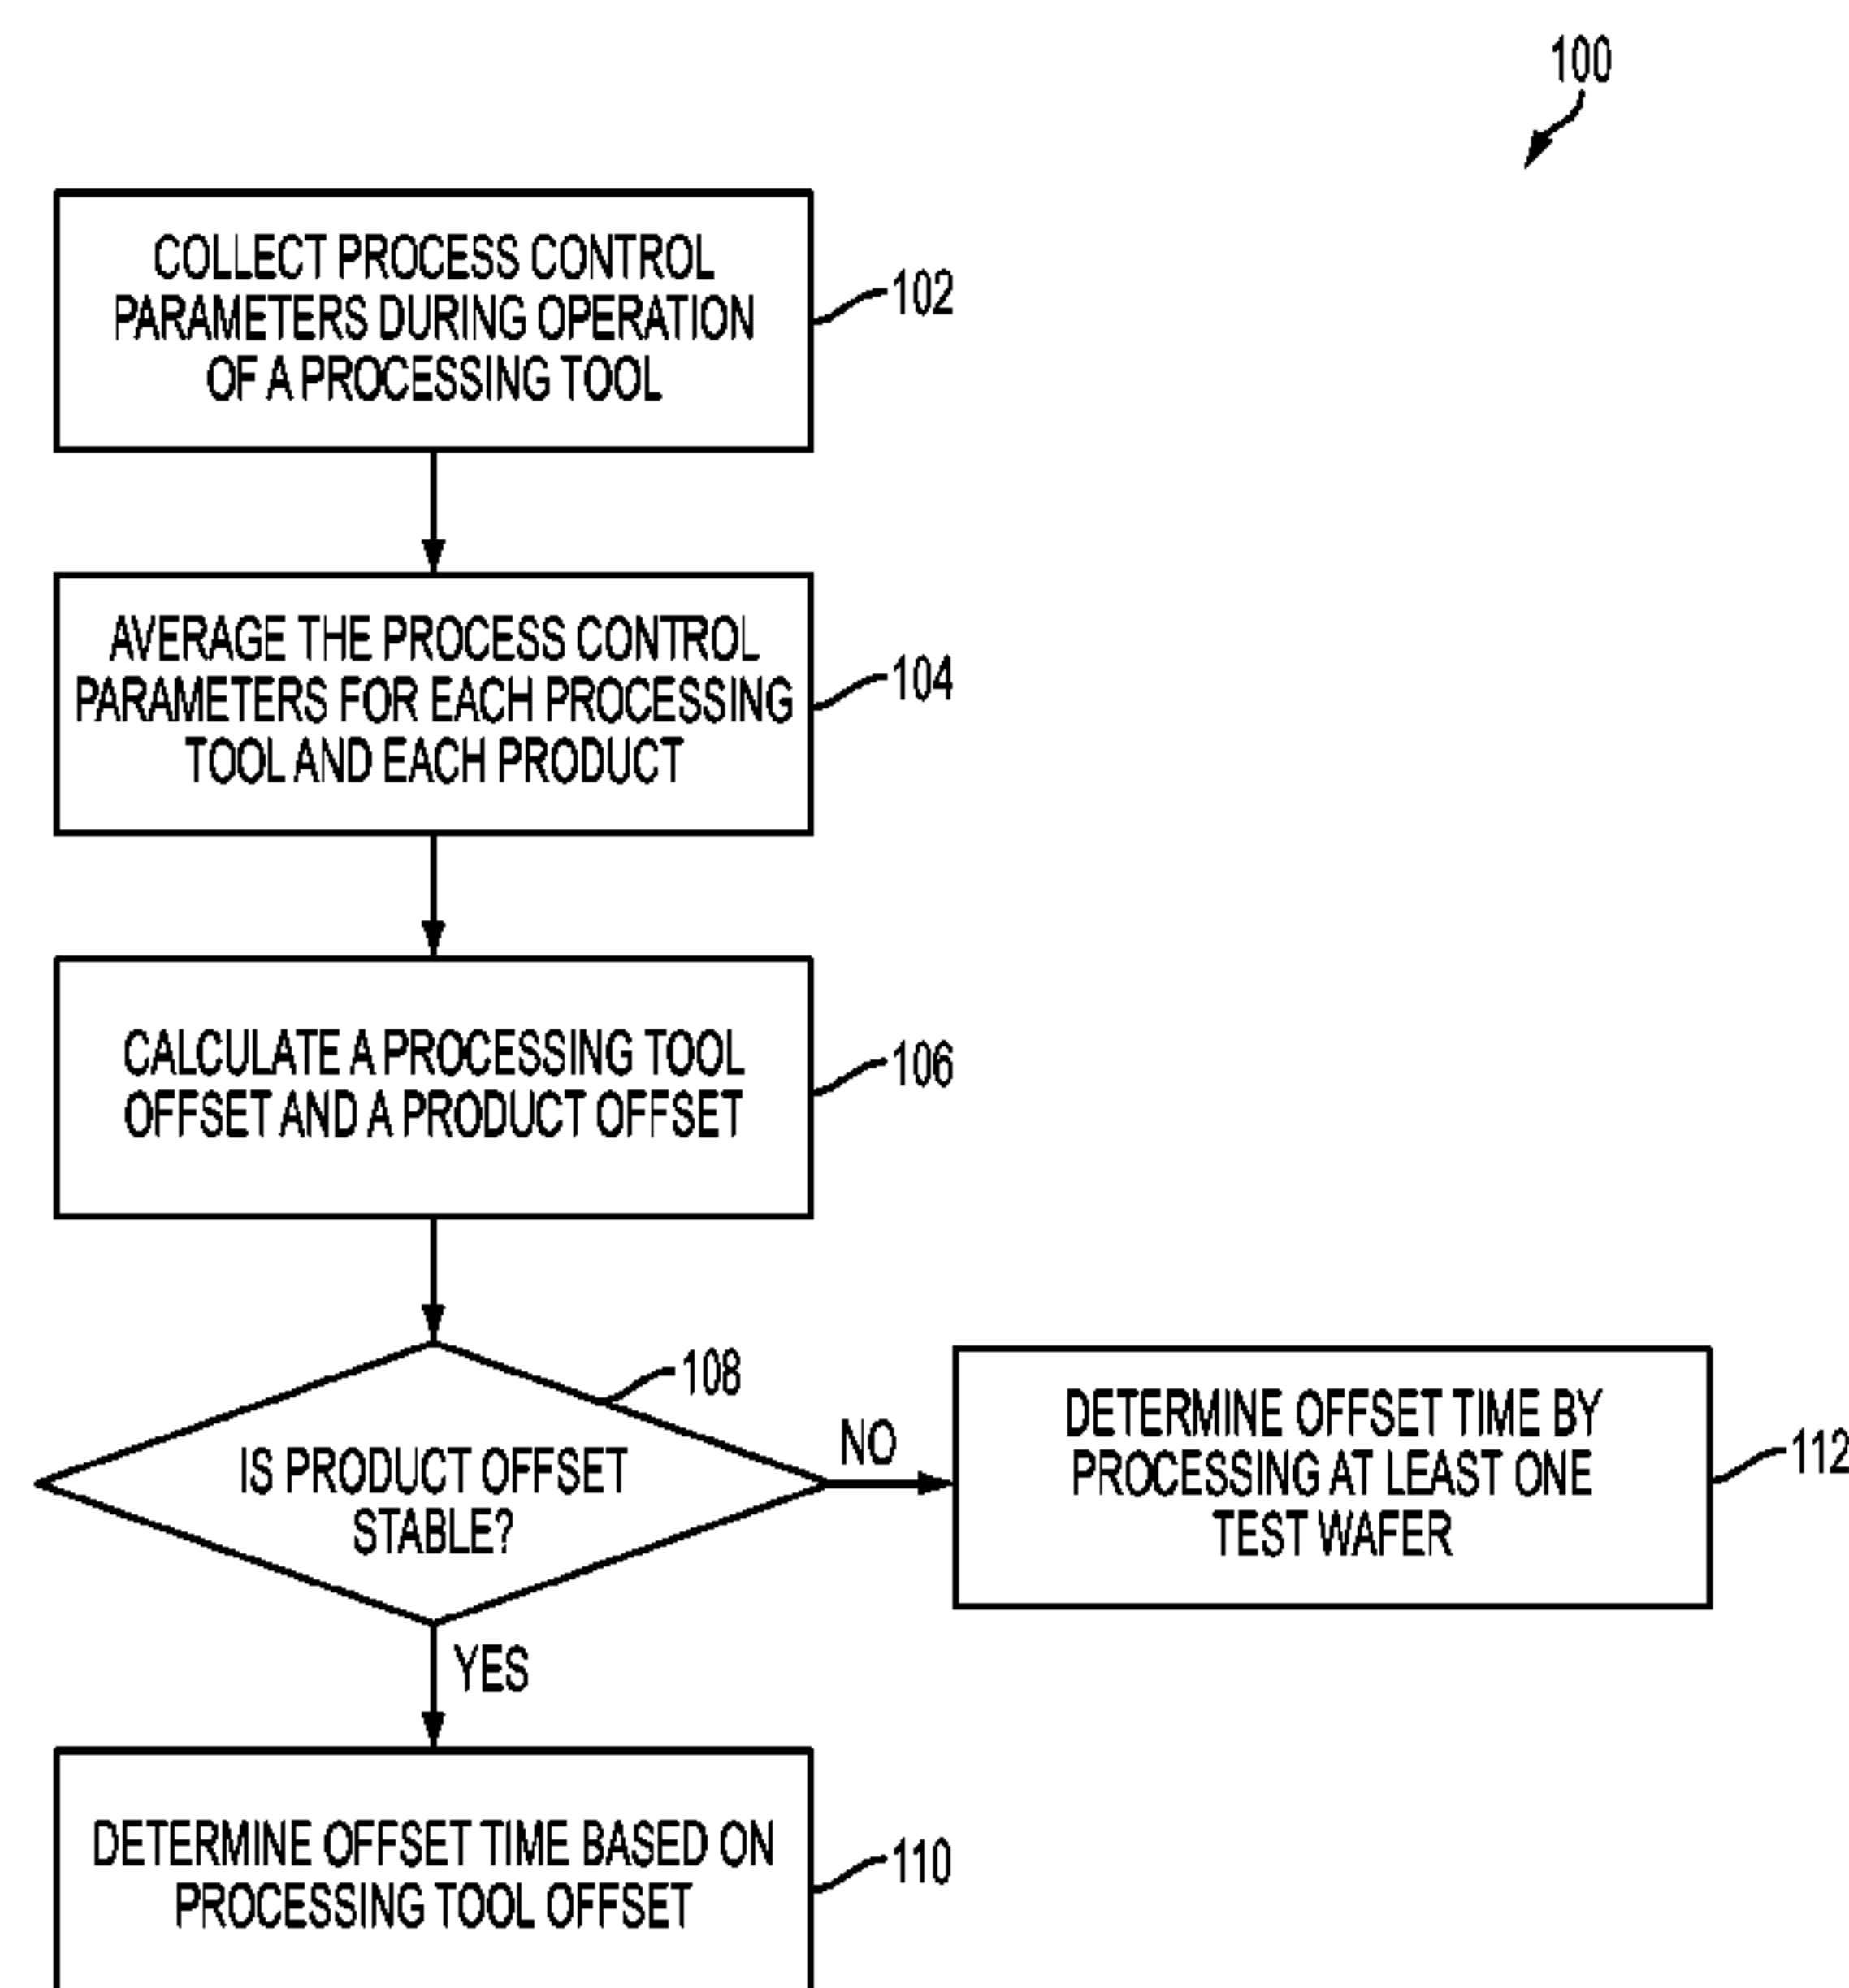 100
COLLECT PROCESS CONTROL
PARAMETERS DURING OPERATION
OF A PROCESSING TOOL
102
AVERAGE THE PROCESS CONTROL
PARAMETERS FOR EACH PROCESSING
TOOL AND EACH PRODUCT
104
CALCULATE A PROCESSING TOOL
OFFSET AND A PRODUCT OFFSET
106
108
IS PRODUCT OFFSET
STABLE?
NO
DETERMINE OFFSET TIME BY
PROCESSING AT LEAST ONE
TEST WAFER
112
YES
DETERMINE OFFSET TIME BASED ON
PROCESSING TOOL OFFSET
110